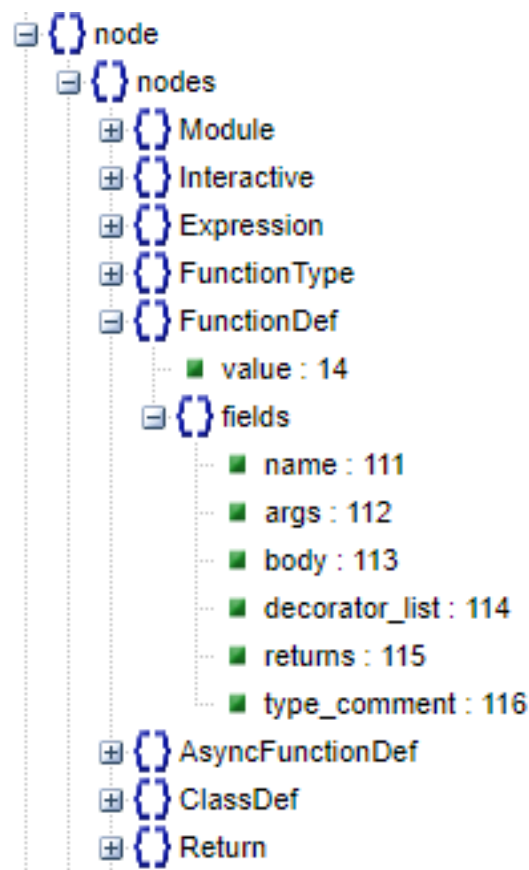 node
nodes
Module
Interactive
Expression
FunctionType
FunctionDef
value : 14
fields
name : 111
args : 112
body : 113
decorator_list : 114
returns : 115
type_comment : 116
AsyncFunctionDef
ClassDef
Return